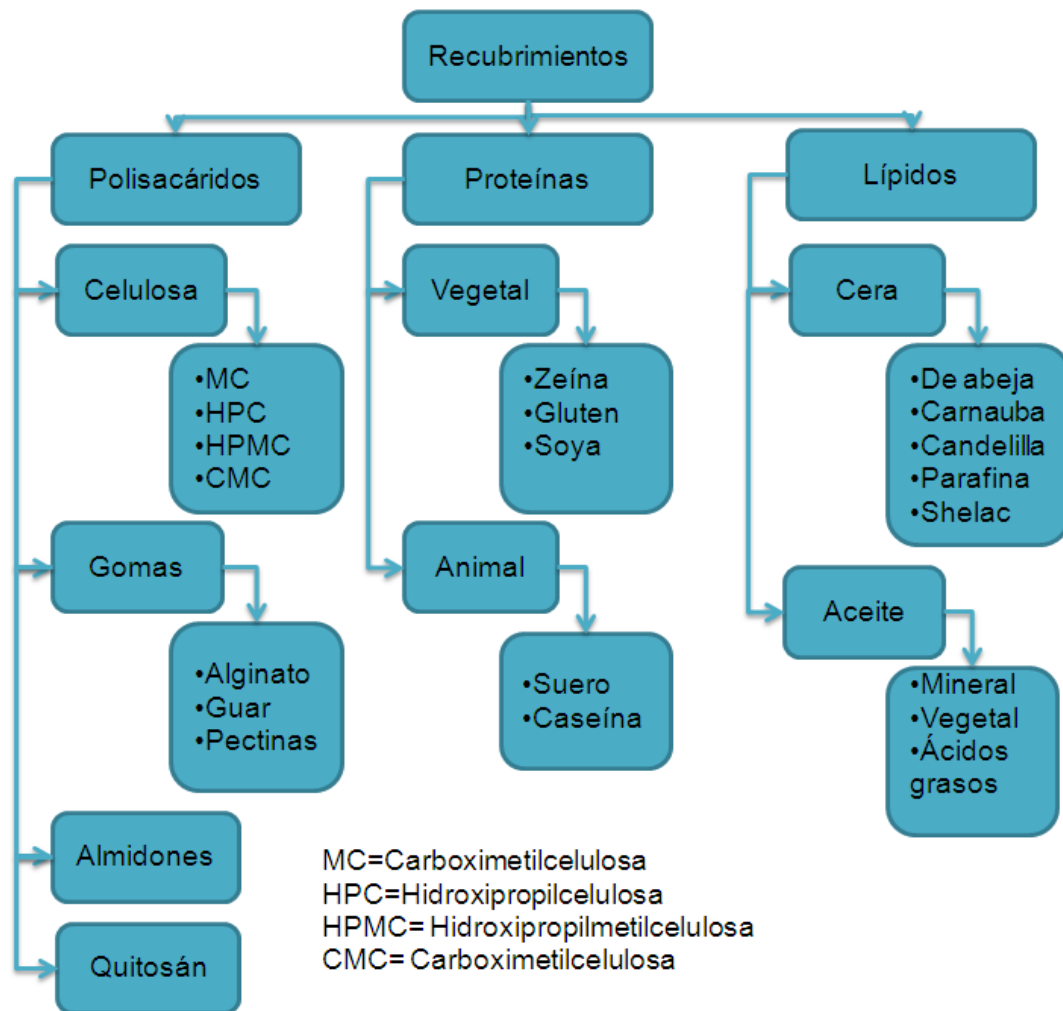 Recubrimientos
Polisacáridos
Celulosa
•MC
•HPC
•HPMC
•CMC
Gomas
•Alginato
•Guar
•Pectinas
Almidones
Quitosán
Proteínas
Vegetal
•Zeína
•Gluten
•Soya
Animal
•Suero
•Caseína
Lípidos
Cera
•De abeja
•Carnauba
•Candelilla
•Parafina
•Shelac
Aceite
•Mineral
•Vegetal
•Ácidos
grasos
MC=Carboximetilcelulosa
HPC=Hidroxipropilcelulosa
HPMC= Hidroxipropilmetilcelulosa
CMC= Carboximetilcelulosa